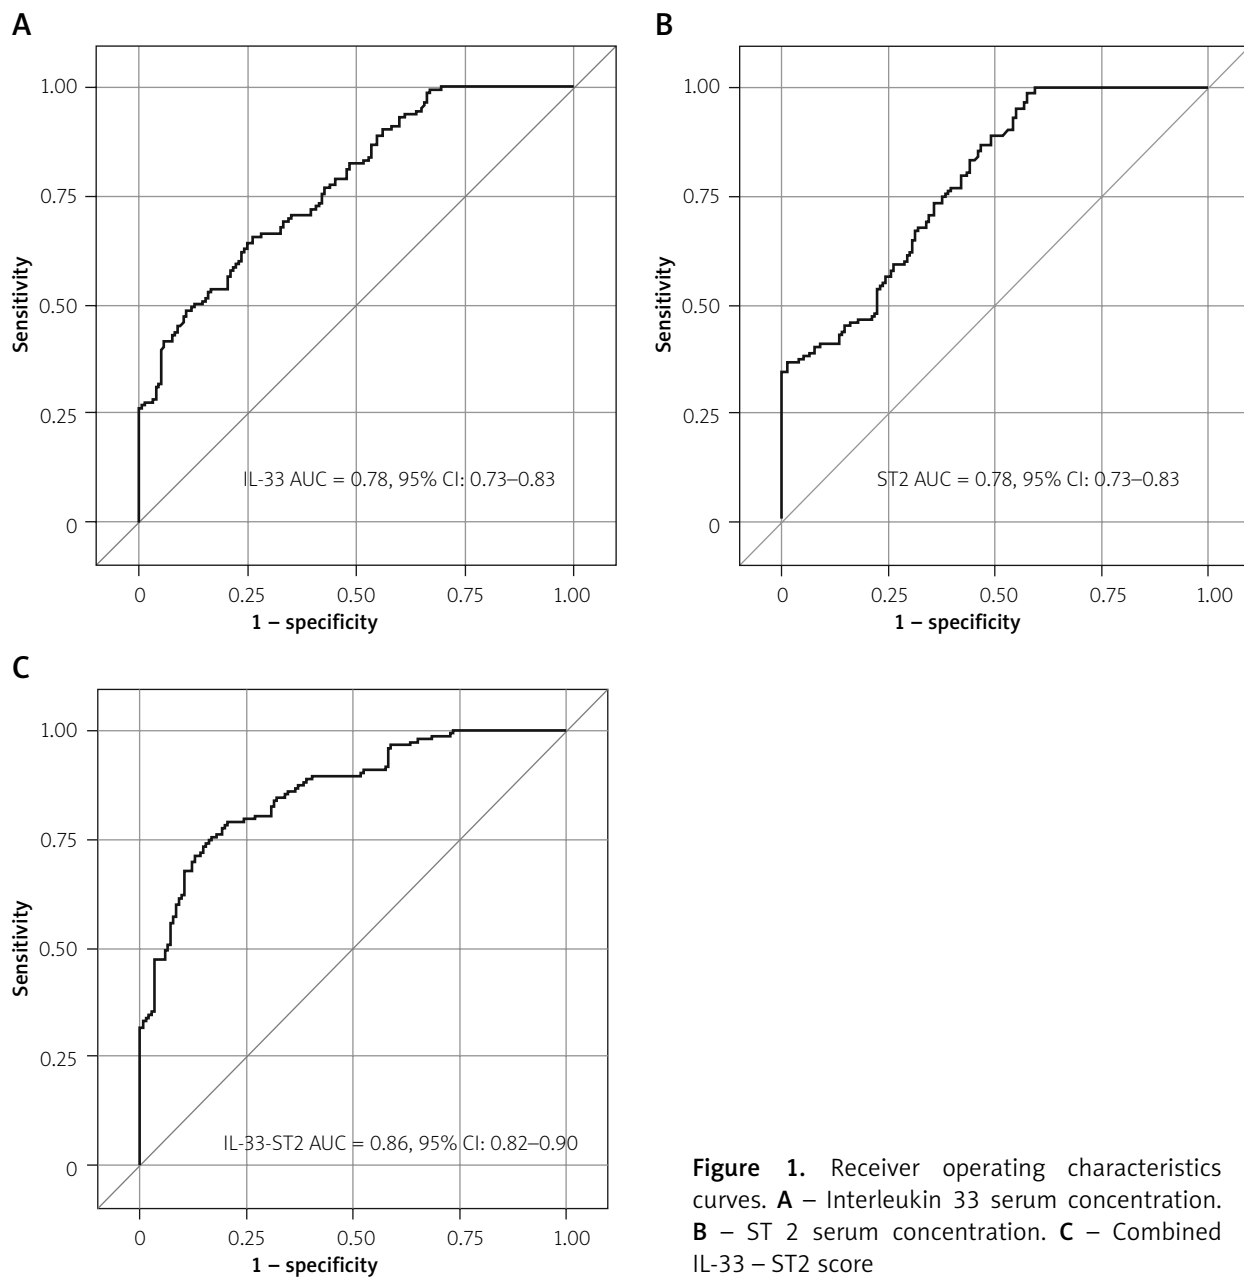 A
1.00
0.75
0.50
0.25
0
Sensitivity
IL-33 AUC = 0.78, 95% CI: 0.73–0.83
0 0.25 0.50 0.75 1.00
1 – specificity
B
1.00
0.75
0.50
0.25
0
Sensitivity
ST2 AUC = 0.78, 95% CI: 0.73–0.83
0 0.25 0.50 0.75 1.00
1 – specificity
C
1.00
0.75
0.50
0.25
0
Sensitivity
IL-33-ST2 AUC = 0.86, 95% CI: 0.82–0.90
0 0.25 0.50 0.75 1.00
1 – specificity
Figure 1. Receiver operating characteristics
curves. A – Interleukin 33 serum concentration.
B – ST 2 serum concentration. C – Combined
IL-33 – ST2 score